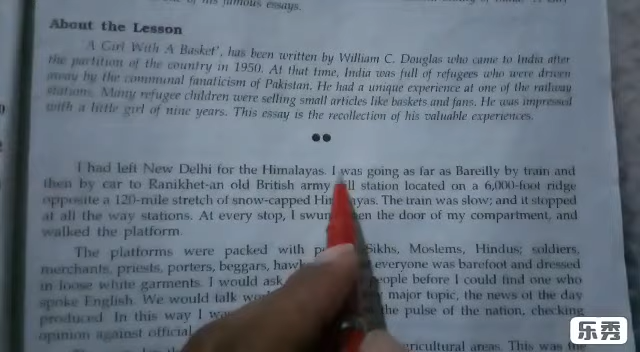 of his famous essays.
About the Lesson
A Girl With A Basket', has been written by William C. Douglas who came to India after
the partition of the country in 1950. At that time, India was full of refugees who were driven
away by the communal fanaticism of Pakistan. He had a unique experience at one of the railway
stations. Many refugee children were selling small articles like baskets and fans. He was impressed
with a little girl of nine years. This essay is the recollection of his valuable experiences.
I had left New Delhi for the Himalayas. I was going as far as Bareilly by train and
then by car to Ranikhet-an old British army station located on a 6,000-foot ridge
opposite a 120-mile stretch of snow-capped The train was slow; and it stopped
at all the way stations. At every stop, I the door of my compartment, and
walked the platform.
The platforms were packed with Sikhs, Moslems, Hindus; soldiers,
merchants, priests, porters, beggars, everyone was barefoot and dressed
in loose white garments. I would ask people before I could find one who
spoke English. We would talk major topic, the news of the day
produced. In this way I the pulse of the nation, checking
opinion against official
agricultural areas. This was the
乐秀